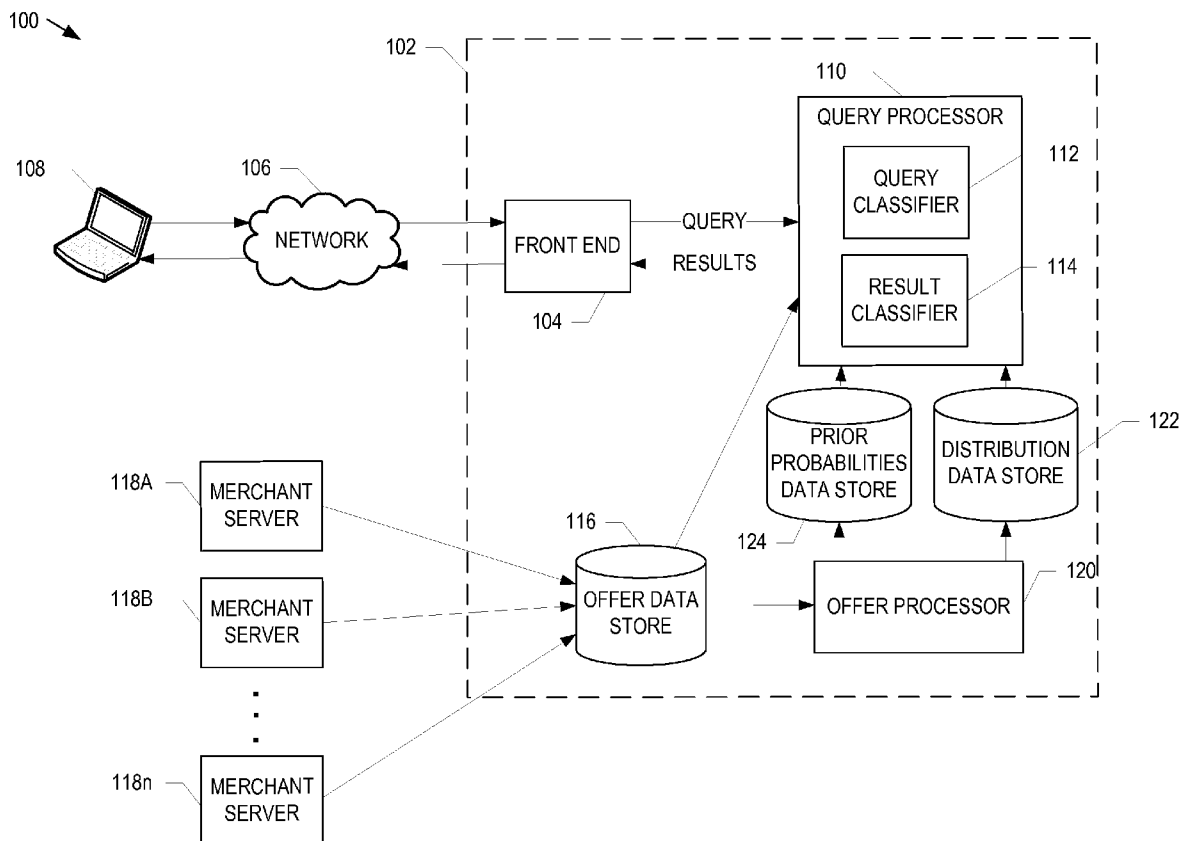 100
102
110
QUERY PROCESSOR
108
106
112
QUERY
CLASSIFIER
NETWORK
FRONT END
QUERY
RESULTS
114
RESULT
CLASSIFIER
104
PRIOR
PROBABILITIES
DATA STORE
DISTRIBUTION
DATA STORE
122
118A
MERCHANT
SERVER
116
124
118B
MERCHANT
SERVER
OFFER DATA
STORE
OFFER PROCESSOR
120
118n
MERCHANT
SERVER